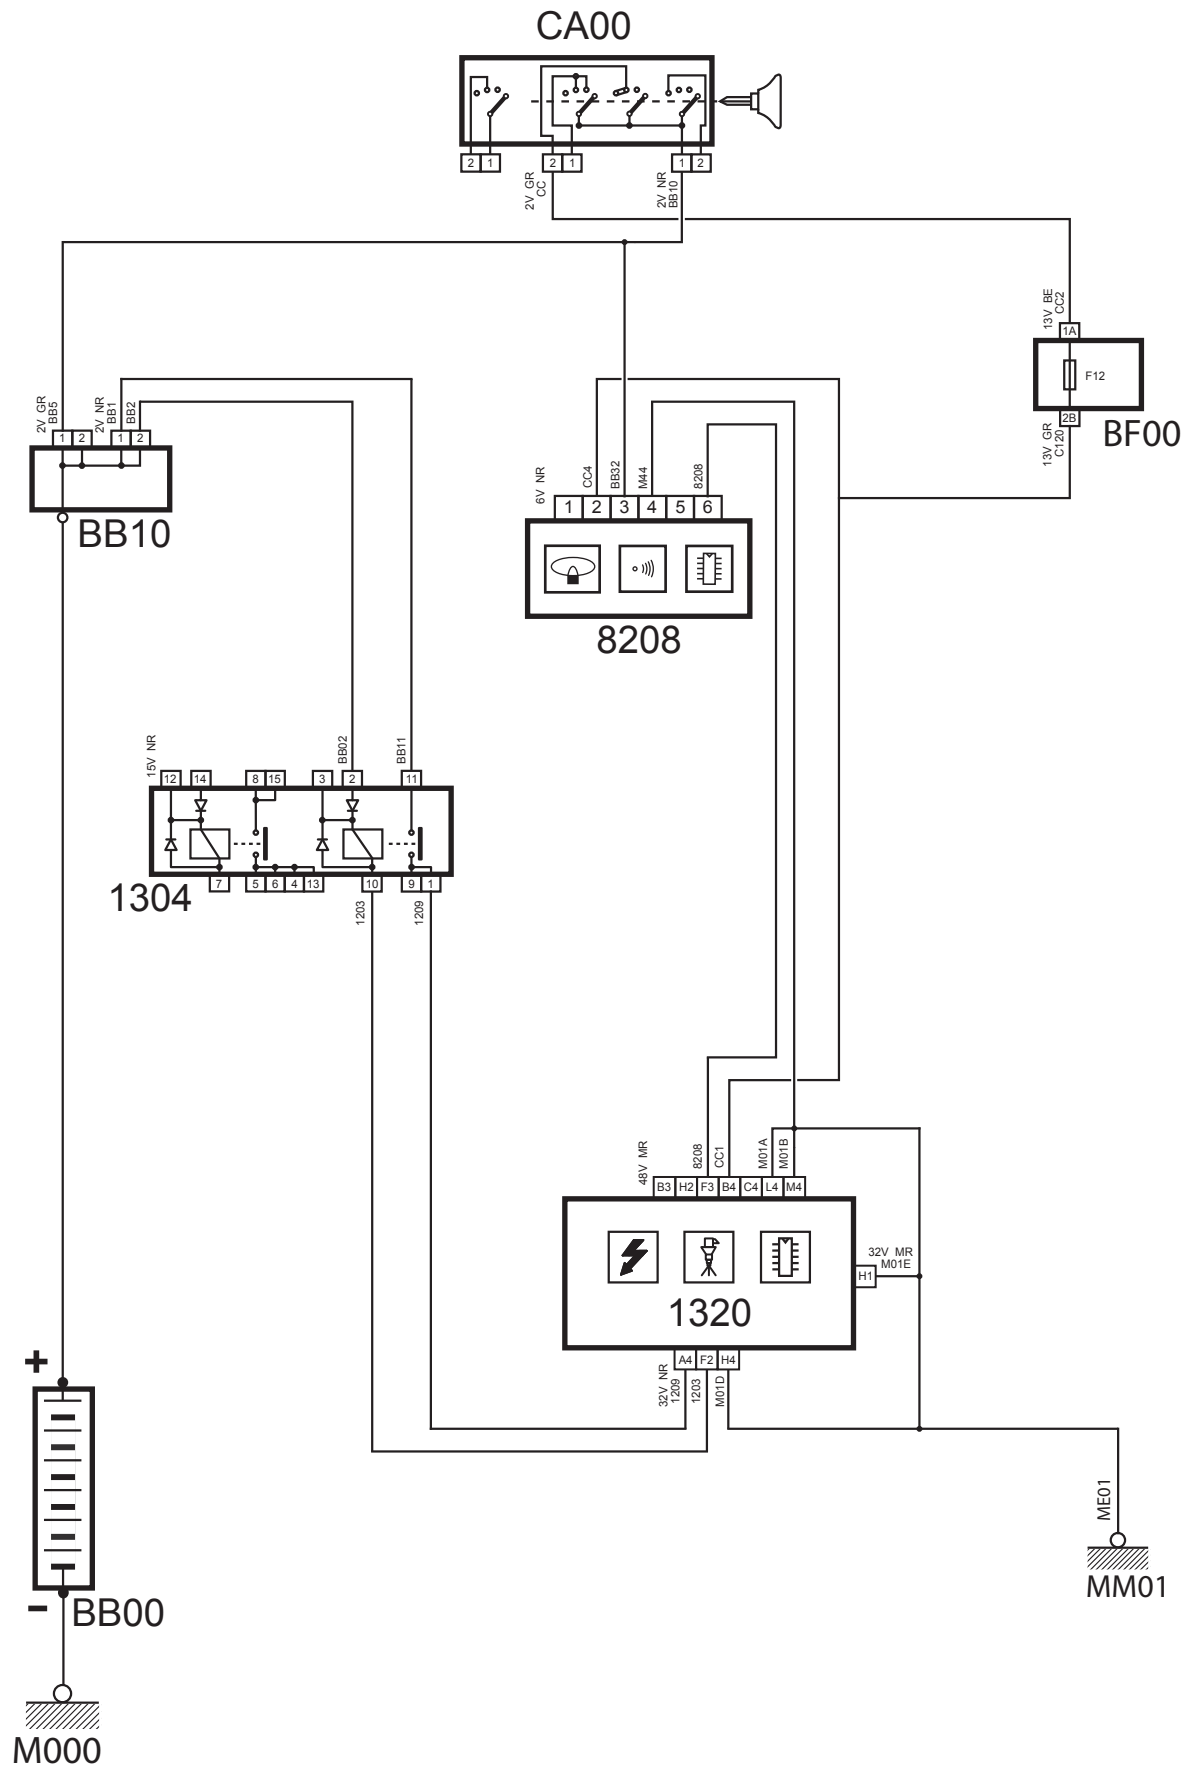 CA00
2 1 2 1 1 2
2V GR
CC
2V NR
BB10
13V BE
CC2
1A
F12
2B
BF00
13V GR
C120
2V GR
BB5
2V NR
BB1
BB2
1 2 1 2
BB10
6V NR
CC4
BB32
M44
8208
1 2 3 4 5 6
8208
15V NR
BB02
BB11
12 14 8 15 3 2 11
7 5 6 4 13 10 9 1
1304
1203
1209
48V MR
8208
CC1
M01A
M01B
B3 H2 F3 B4 C4 L4 M4
32V MR
M01E
H1
1320
A4 F2 H4
32V NR
1209
1203
M01D
+
-
BB00
M000
ME01
MM01